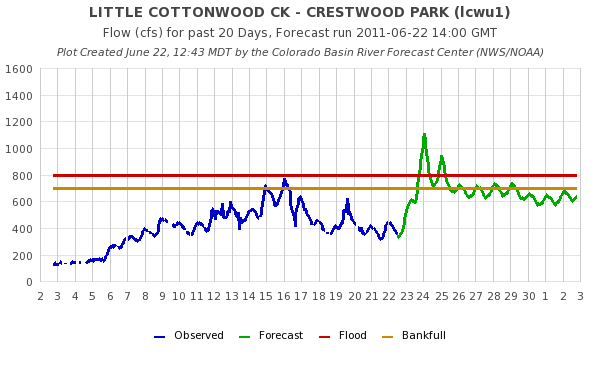 LITTLE COTTONWOOD CK - CRESTWOOD PARK (lcwu1)
Flow (cfs) for past 20 Days, Forecast run 2011-06-22 14:00 GMT
Plot Created June 22, 12:43 MDT by the Colorado Basin River Forecast Center (NWS/NOAA)
1600
1400
1200
1000
800
600
400
200
0
2 3 4 5 6 7 8 9 10 11 12 13 14 15 16 17 18 19 20 21 22 23 24 25 26 27 28 29 30 1 2 3
Observed Forecast Flood Bankfull